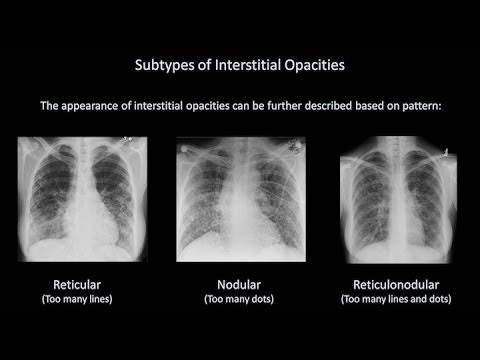 Subtypes of Interstitial Opacities
The appearance of interstitial opacities can be further described based on pattern:
Reticular
(Too many lines)
Nodular
(Too many dots)
Reticulonodular
(Too many lines and dots)